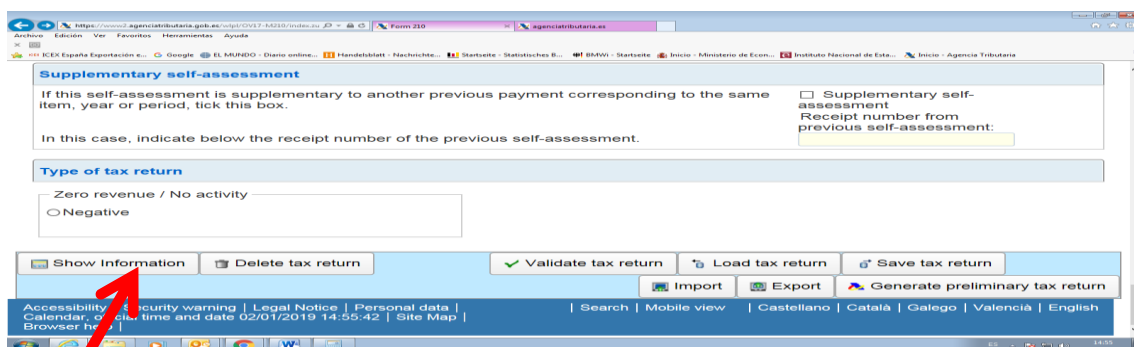 https://www2.agenciatributaria.gob.es/wlpl/OV17-M210/index.zu
Form 210
agenciatributaria.es
Archivo Edición Ver Favoritos Herramientas Ayuda
ICEX España Exportación e... Google EL MUNDO - Diario online... Handelsblatt - Nachrichte... Startseite - Statistisches B... BMWi - Startseite Inicio - Ministerio de Econ... Instituto Nacional de Esta... Inicio - Agencia Tributaria
Supplementary self-assessment
If this self-assessment is supplementary to another previous payment corresponding to the same
item, year or period, tick this box.
Supplementary self-
assessment
Receipt number from
previous self-assessment:
In this case, indicate below the receipt number of the previous self-assessment.
Type of tax return
Zero revenue / No activity
Negative
Show Information Delete tax return Validate tax return Load tax return Save tax return
Import Export Generate preliminary tax return
Accessibility Security warning | Legal Notice | Personal data | | Search | Mobile view | Castellano | Català | Galego | Valencià | English
Calendar, time and date 02/01/2019 14:55:42 | Site Map |
Browser |
ES 14:55